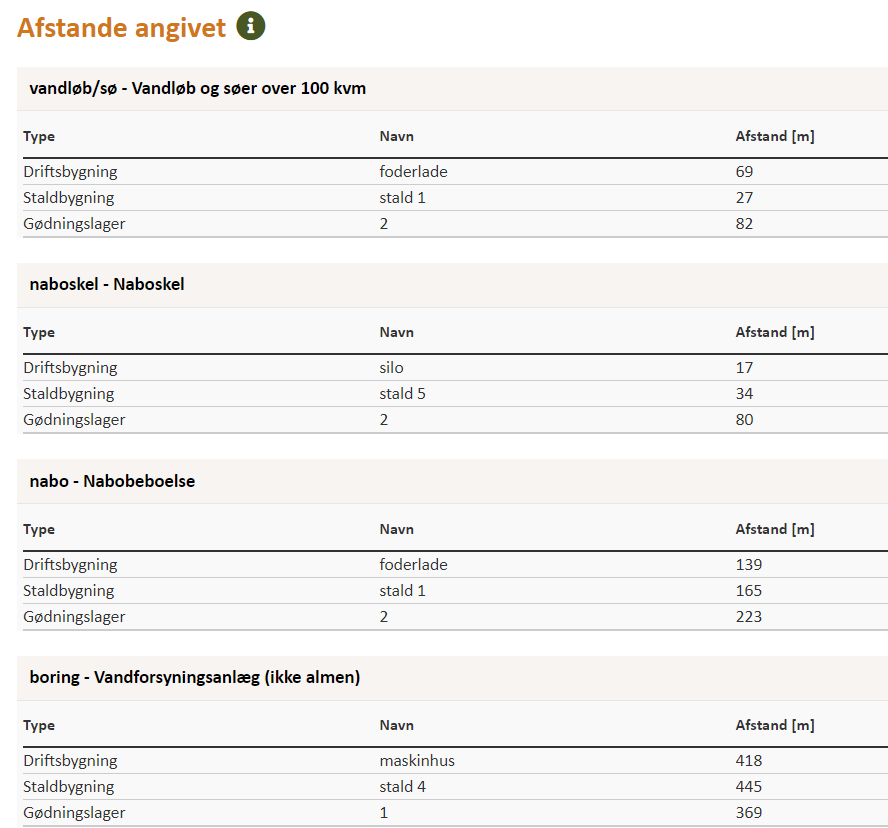 Afstande angivet
vandløb/sø - Vandløb og søer over 100 kvm
Type Navn Afstand [m]
Driftsbygning foderlade 69
Staldbygning stald 1 27
Gødningslager 2 82
naboskel - Naboskel
Type Navn Afstand [m]
Driftsbygning silo 17
Staldbygning stald 5 34
Gødningslager 2 80
nabo - Nabobeboelse
Type Navn Afstand [m]
Driftsbygning foderlade 139
Staldbygning stald 1 165
Gødningslager 2 223
boring - Vandforsyningsanlæg (ikke almen)
Type Navn Afstand [m]
Driftsbygning maskinhus 418
Staldbygning stald 4 445
Gødningslager 1 369